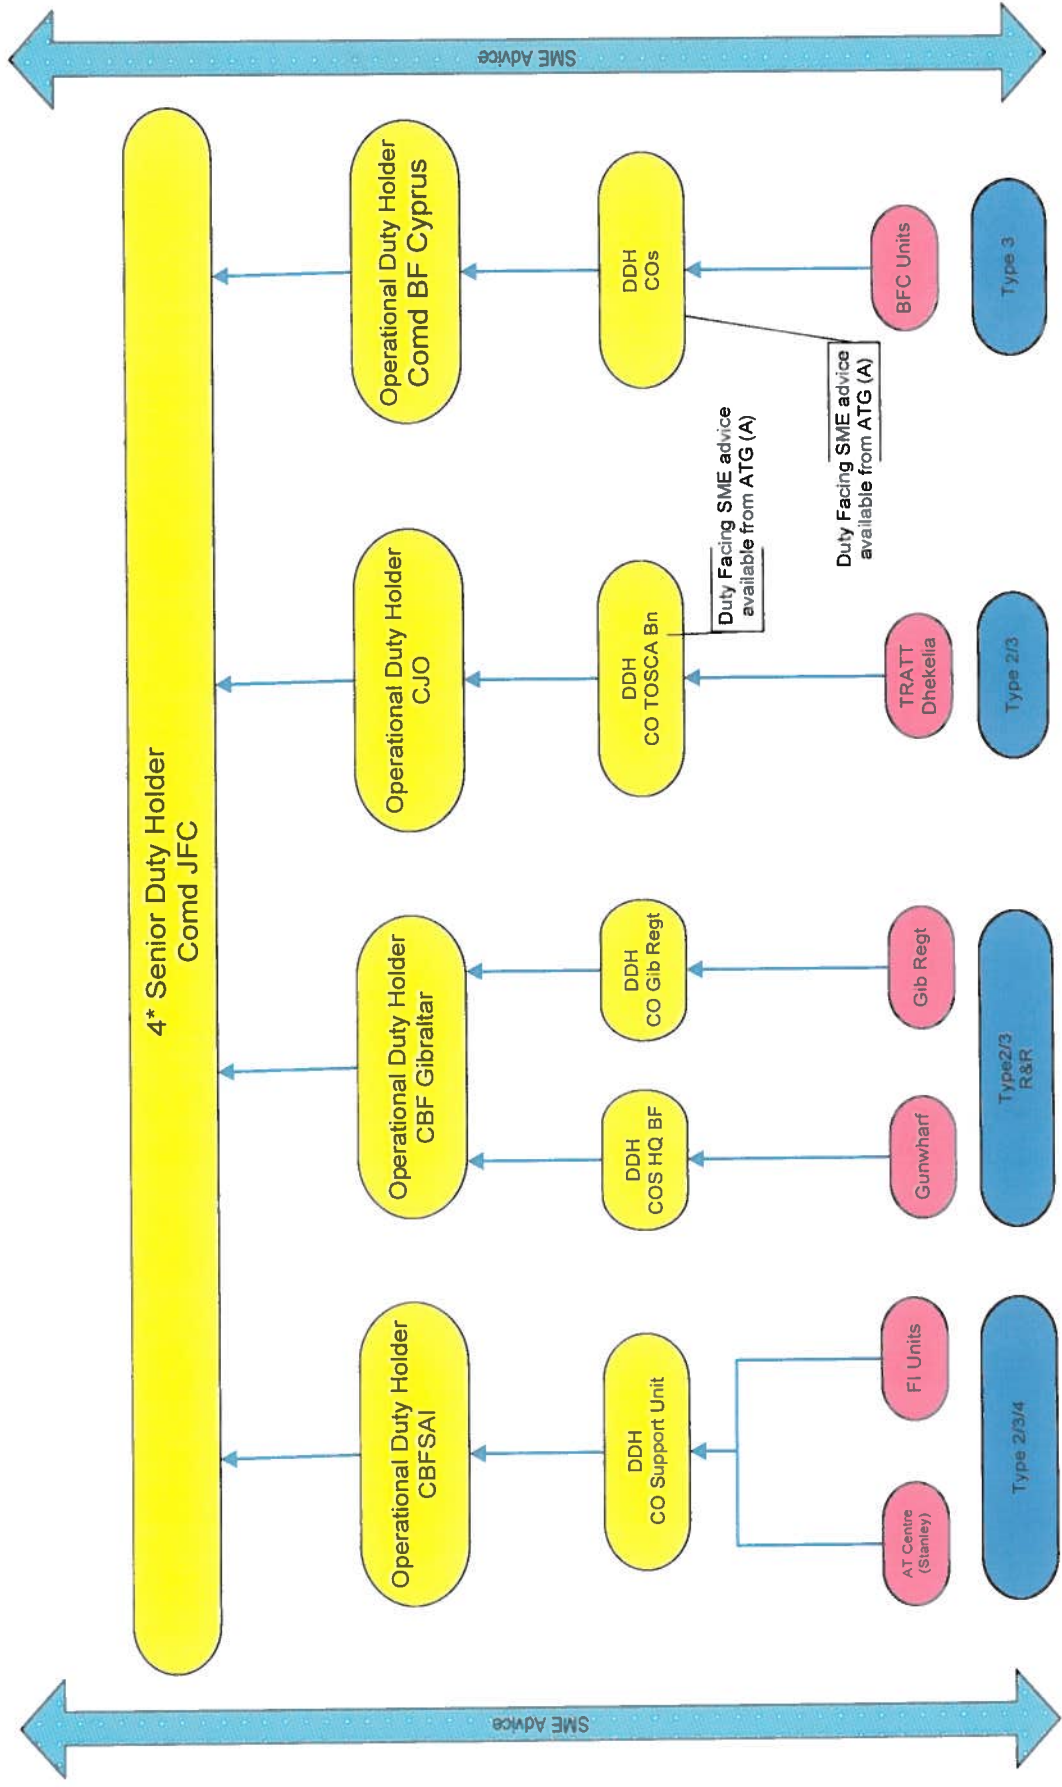 SME Advice
4* Senior Duty Holder
Comd JFC
Operational Duty Holder
CBFSAI
Operational Duty Holder
CBF Gibraltar
Operational Duty Holder
CJO
Operational Duty Holder
Comd BF Cyprus
DDH
CO Support Unit
DDH
COS HQ BF
DDH
CO Gib Regt
DDH
CO TOSCA Bn
DDH
COs
Duty Facing SME advice
available from ATG (A)
Duty Facing SME advice
available from ATG (A)
AT Centre
(Stanley)
FI Units
Gunwharf
Gib Regt
TRATT
Dhekelia
BFC Units
Type 2/3/4
Type2/3
R&R
Type 2/3
Type 3
SME Advice